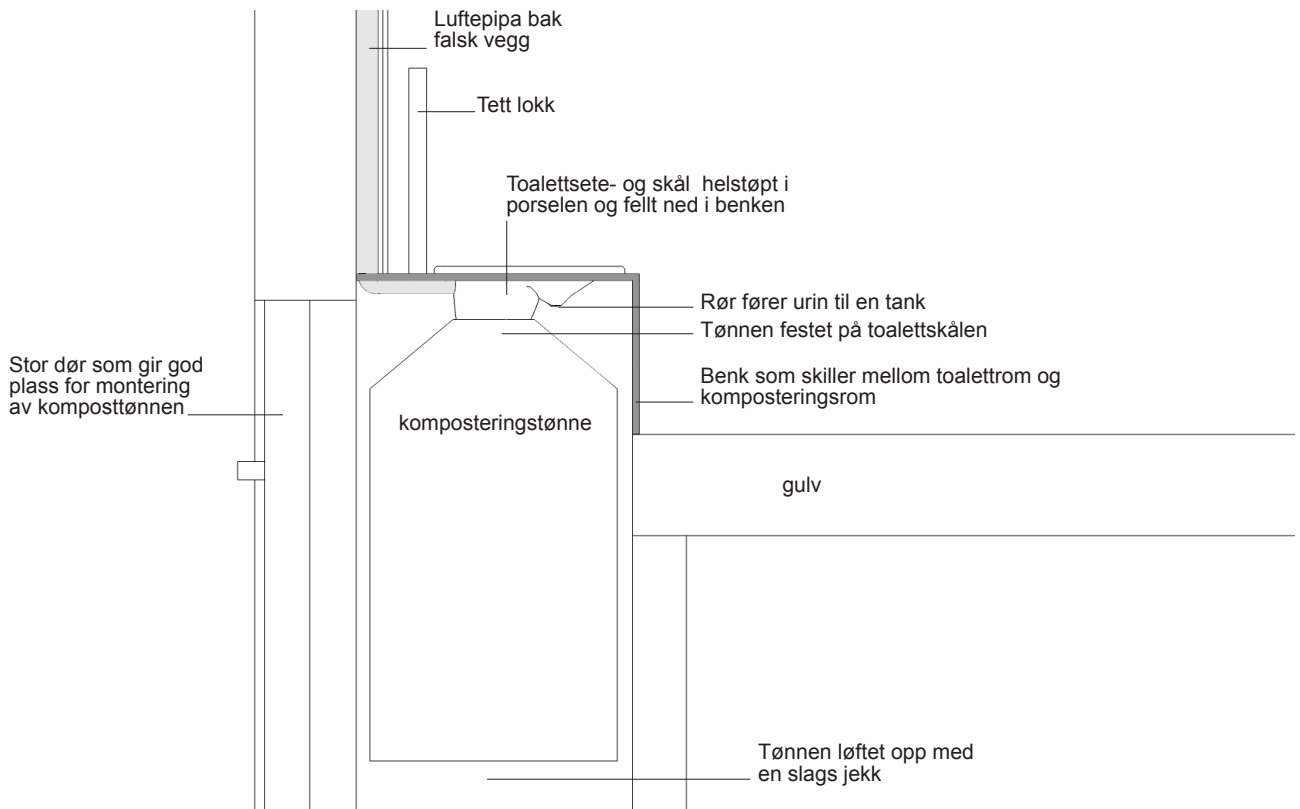 Luftepipa bak
falsk vegg
Tett lokk
Toalettsete- og skål helstøpt i
porselen og fellt ned i benken
Rør fører urin til en tank
Tønnen festet på toalettskålen
Stor dør som gir god
plass for montering
av komposttønnen
Benk som skiller mellom toalettrom og
komposteringsrom
komposteringstønne
gulv
Tønnen løftet opp med
en slags jekk